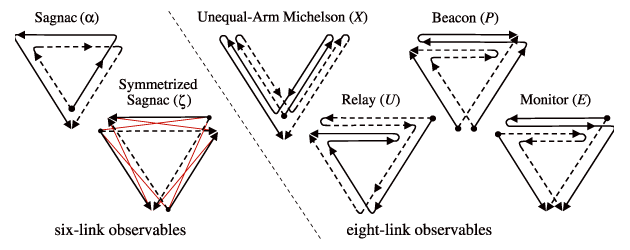 Sagnac (α)
Unequal-Arm Michelson (X)
Beacon (P)
Symmetrized
Sagnac (ζ)
Relay (U)
Monitor (E)
six-link observables
eight-link observables